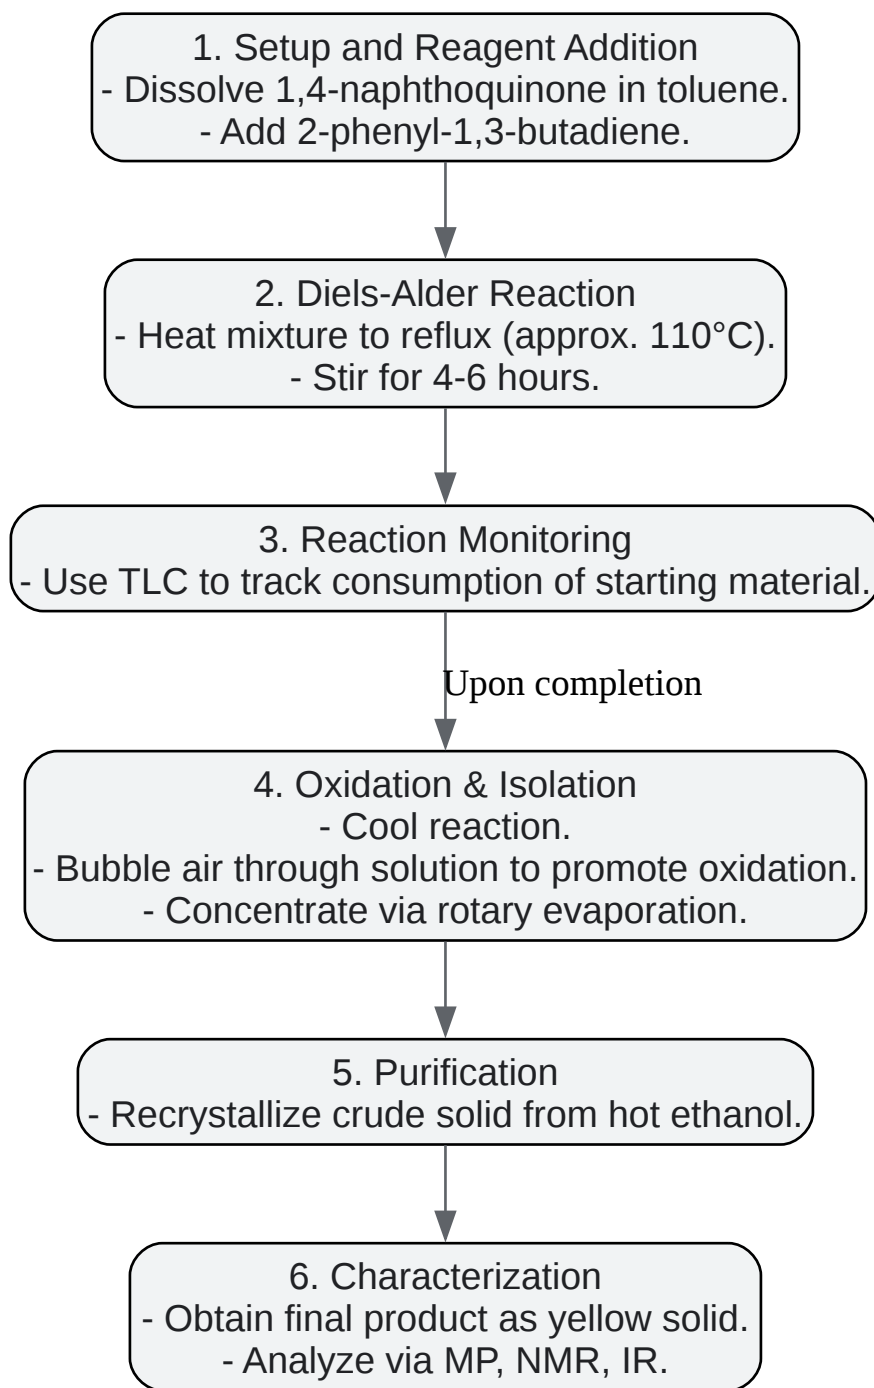 1. Setup and Reagent Addition
- Dissolve 1,4-naphthoquinone in toluene.
- Add 2-phenyl-1,3-butadiene.
2. Diels-Alder Reaction
- Heat mixture to reflux (approx. 110°C).
- Stir for 4-6 hours.
3. Reaction Monitoring
- Use TLC to track consumption of starting material.
Upon completion
4. Oxidation & Isolation
- Cool reaction.
- Bubble air through solution to promote oxidation.
- Concentrate via rotary evaporation.
5. Purification
- Recrystallize crude solid from hot ethanol.
6. Characterization
- Obtain final product as yellow solid.
- Analyze via MP, NMR, IR.